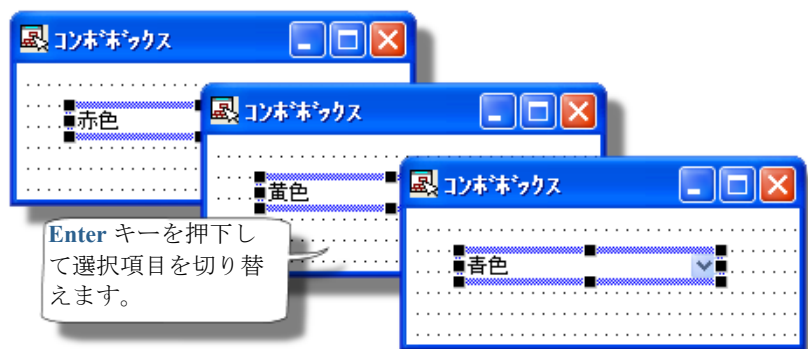 コンボボックス
赤色
コンボボックス
黄色
コンボボックス
青色
Enter キーを押下し
て選択項目を切り替
えます。